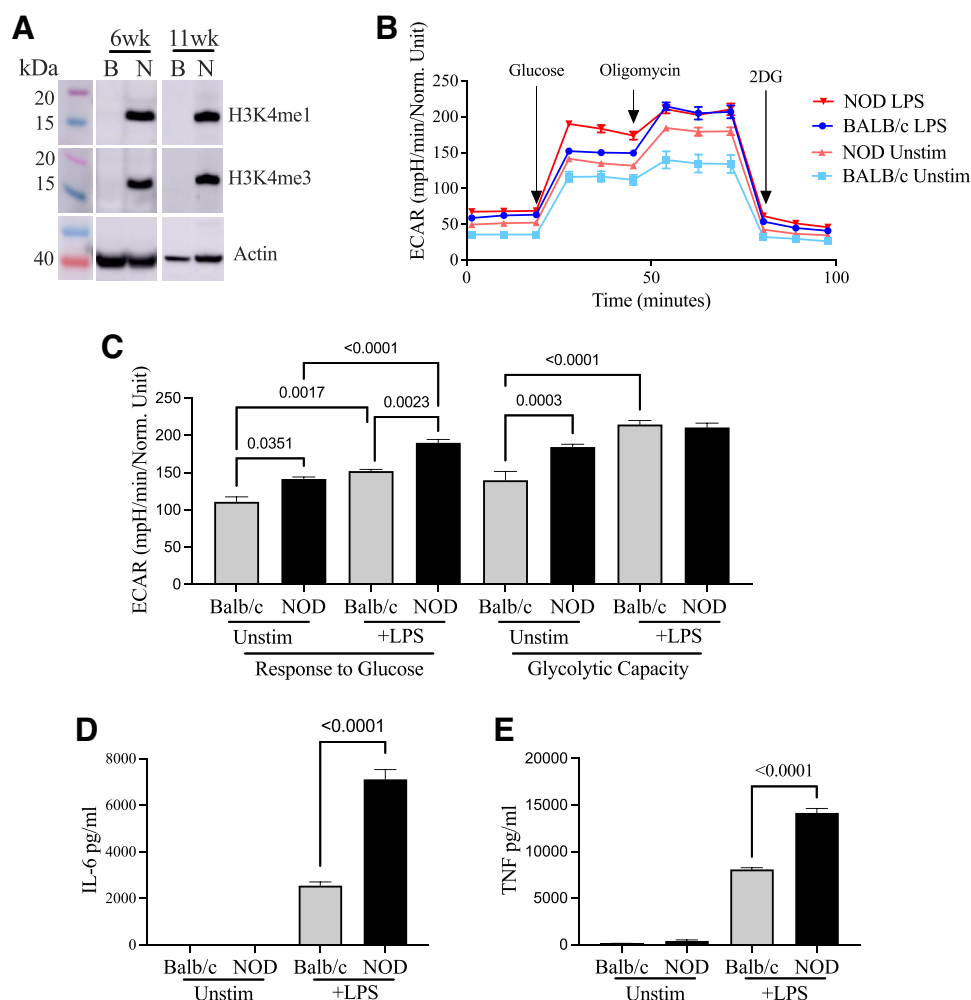 A
6wk 11wk
kDa B N B N
20
15
H3K4me1
20
15
H3K4me3
40
Actin
B
ECAR (mpH/min/Norm. Unit)
250
200
150
100
50
0
Glucose Oligomycin 2DG
0 50 100
Time (minutes)
NOD LPS
BALB/c LPS
NOD Unstim
BALB/c Unstim
C
ECAR (mpH/min/Norm. Unit)
250
200
150
100
50
0
<0.0001
0.0017
0.0023
0.0351
<0.0001
0.0003
Balb/c NOD Balb/c NOD Balb/c NOD Balb/c NOD
Unstim +LPS Unstim +LPS
Response to Glucose Glycolytic Capacity
D
IL-6 pg/ml
8000
6000
4000
2000
0
<0.0001
Balb/c NOD Balb/c NOD
Unstim +LPS
E
TNF pg/ml
20000
15000
10000
5000
0
<0.0001
Balb/c NOD Balb/c NOD
Unstim +LPS